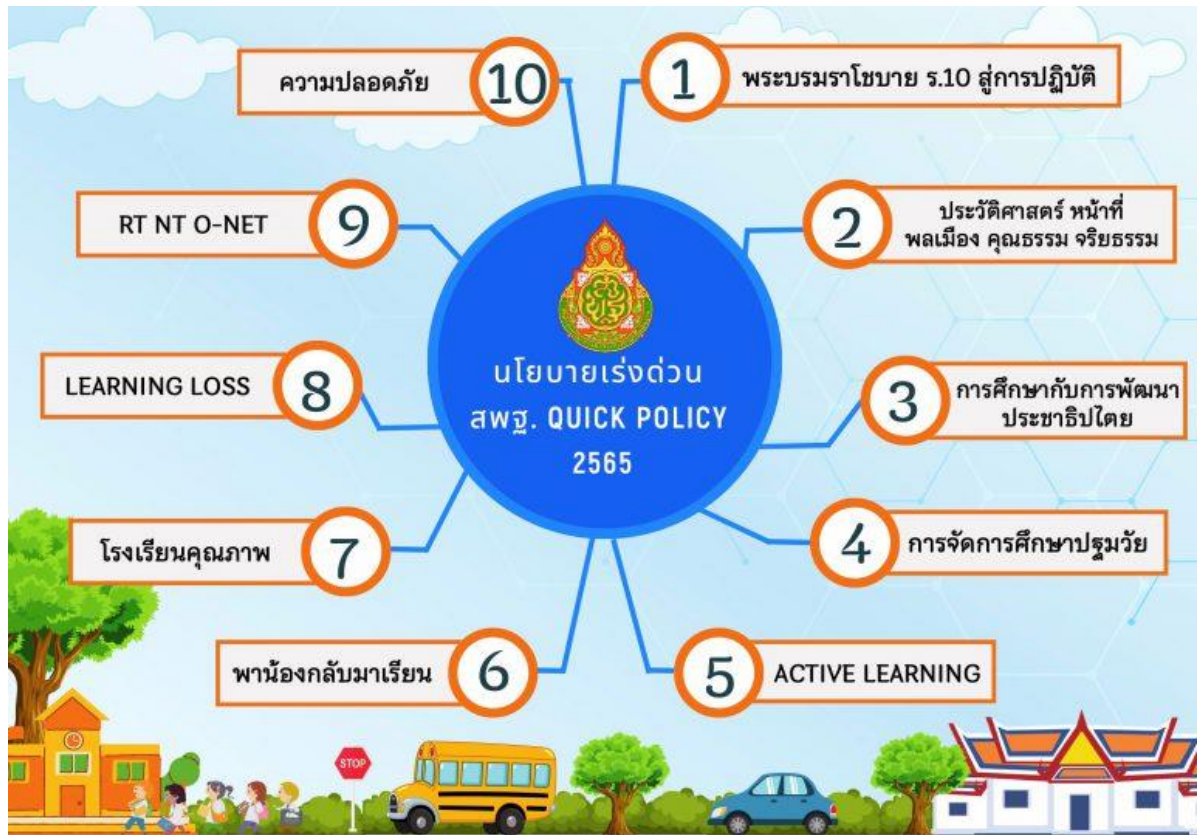 นโยบายเร่งด่วน
สพฐ. QUICK POLICY
2565
1
พระบรมราโชบาย ร.10 สู่การปฏิบัติ
2
ประวัติศาสตร์ หน้าที่
พลเมือง คุณธรรม จริยธรรม
3
การศึกษากับการพัฒนา
ประชาธิปไตย
4
การจัดการศึกษาปฐมวัย
5
ACTIVE LEARNING
6
พาน้องกลับมาเรียน
7
โรงเรียนคุณภาพ
8
LEARNING LOSS
9
RT NT O-NET
10
ความปลอดภัย
STOP